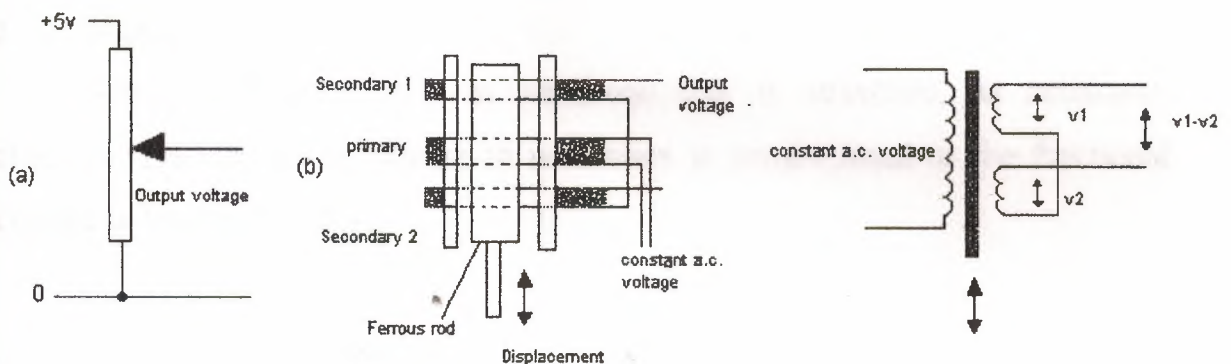 +5v
(a)
Output voltage
0
Secondary 1
primary
(b)
Secondary 2
Output
voltage
constant a.c.
voltage
Ferrous rod
Displacement
constant a.c. voltage
v1
v2
v1-v2